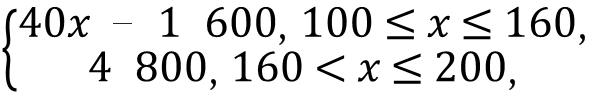 40x – 1 600, 100 ≤ x ≤ 160,
4 800, 160 < x ≤ 200,